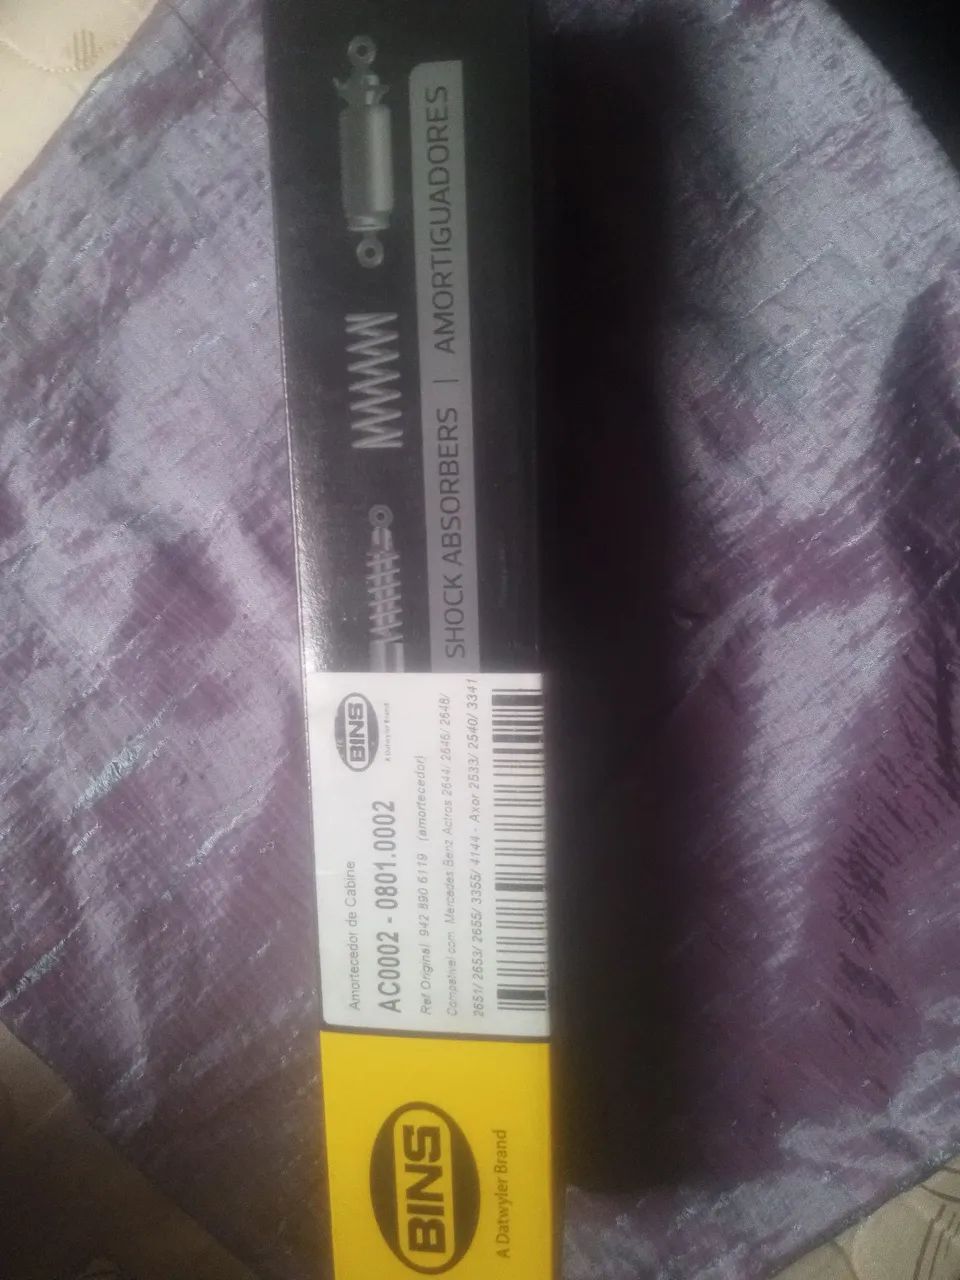 SHOCK ABSORBERS | AMORTIGUADORES
BINS
A Datwyler Brand
Amortecedor de Cabine
AC0002 - 0801.0002
Ref.Original 942 890 6119 (amortecedor)
Compativel com Mercedes Benz Actros 2644/ 2646/ 2648/
2651/ 2653/ 2655/ 3355/ 4144 - Axor 2533/ 2540/ 3341
BINS
A Datwyler Brand